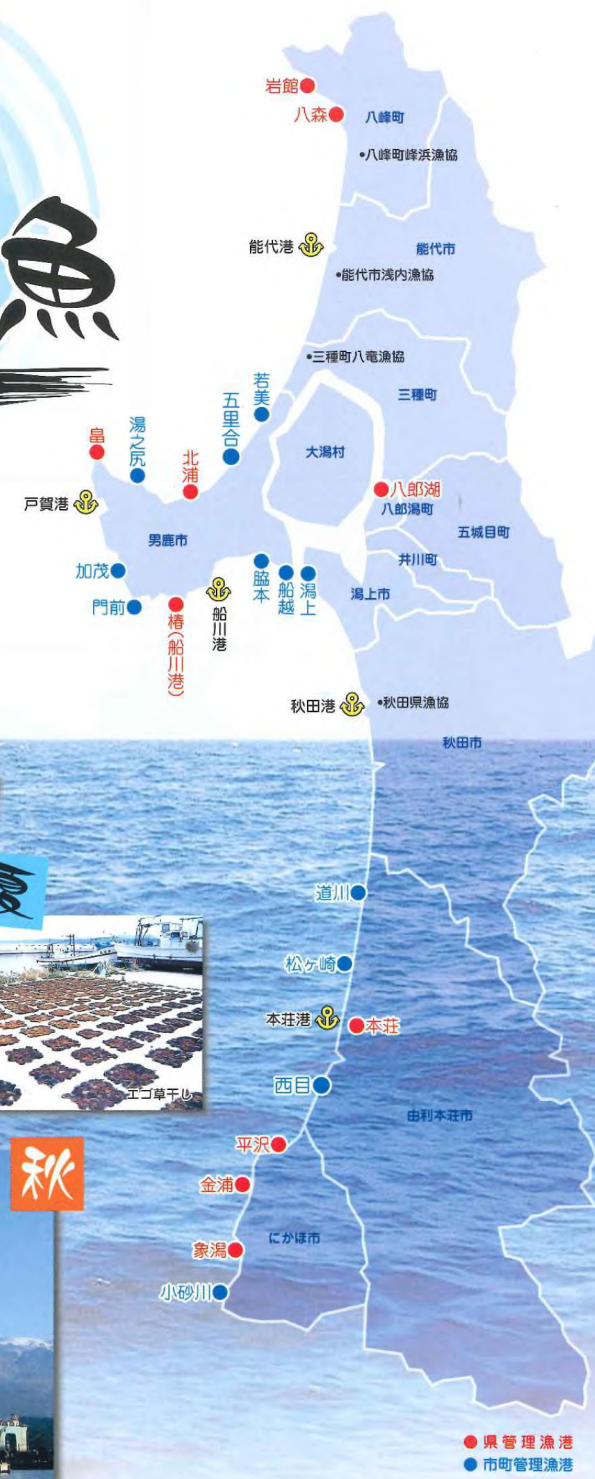 岩館
八森
八峰町
•八峰町峰浜漁協
魚
能代港
能代市
•能代市浅内漁協
•三種町八竜漁協
三種町
若美
五里合
湯之尻
畠
北浦
大潟村
八郎湖
八郎潟町
戸賀港
五城目町
男鹿市
井川町
加茂
脇本
船越
潟上
潟上市
門前
椿(船川港)
船川港
秋田港
•秋田県漁協
秋田市
夏
道川
松ヶ崎
本荘港
本荘
エゴ草干し
西目
由利本荘市
平沢
秋
金浦
にかほ市
象潟
小砂川
●県管理漁港
●市町管理漁港